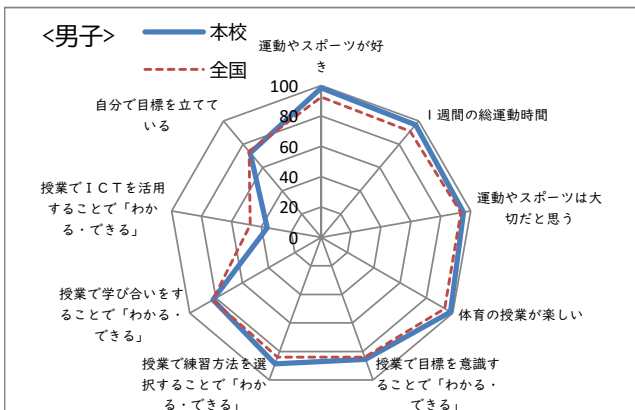 <男子>
本校
全国
運動やスポーツが好
き
1週間の総運動時間
運動やスポーツは大
切だと思う
体育の授業が楽しい
授業で目標を意識す
ることで「わかる・
できる」
授業で練習方法を選
択することで「わか
る・できる」
授業で学び合いをす
ることで「わかる・
できる」
授業でICTを活用
することで「わか
る・できる」
自分で目標を立てて
いる
100
80
60
40
20
0